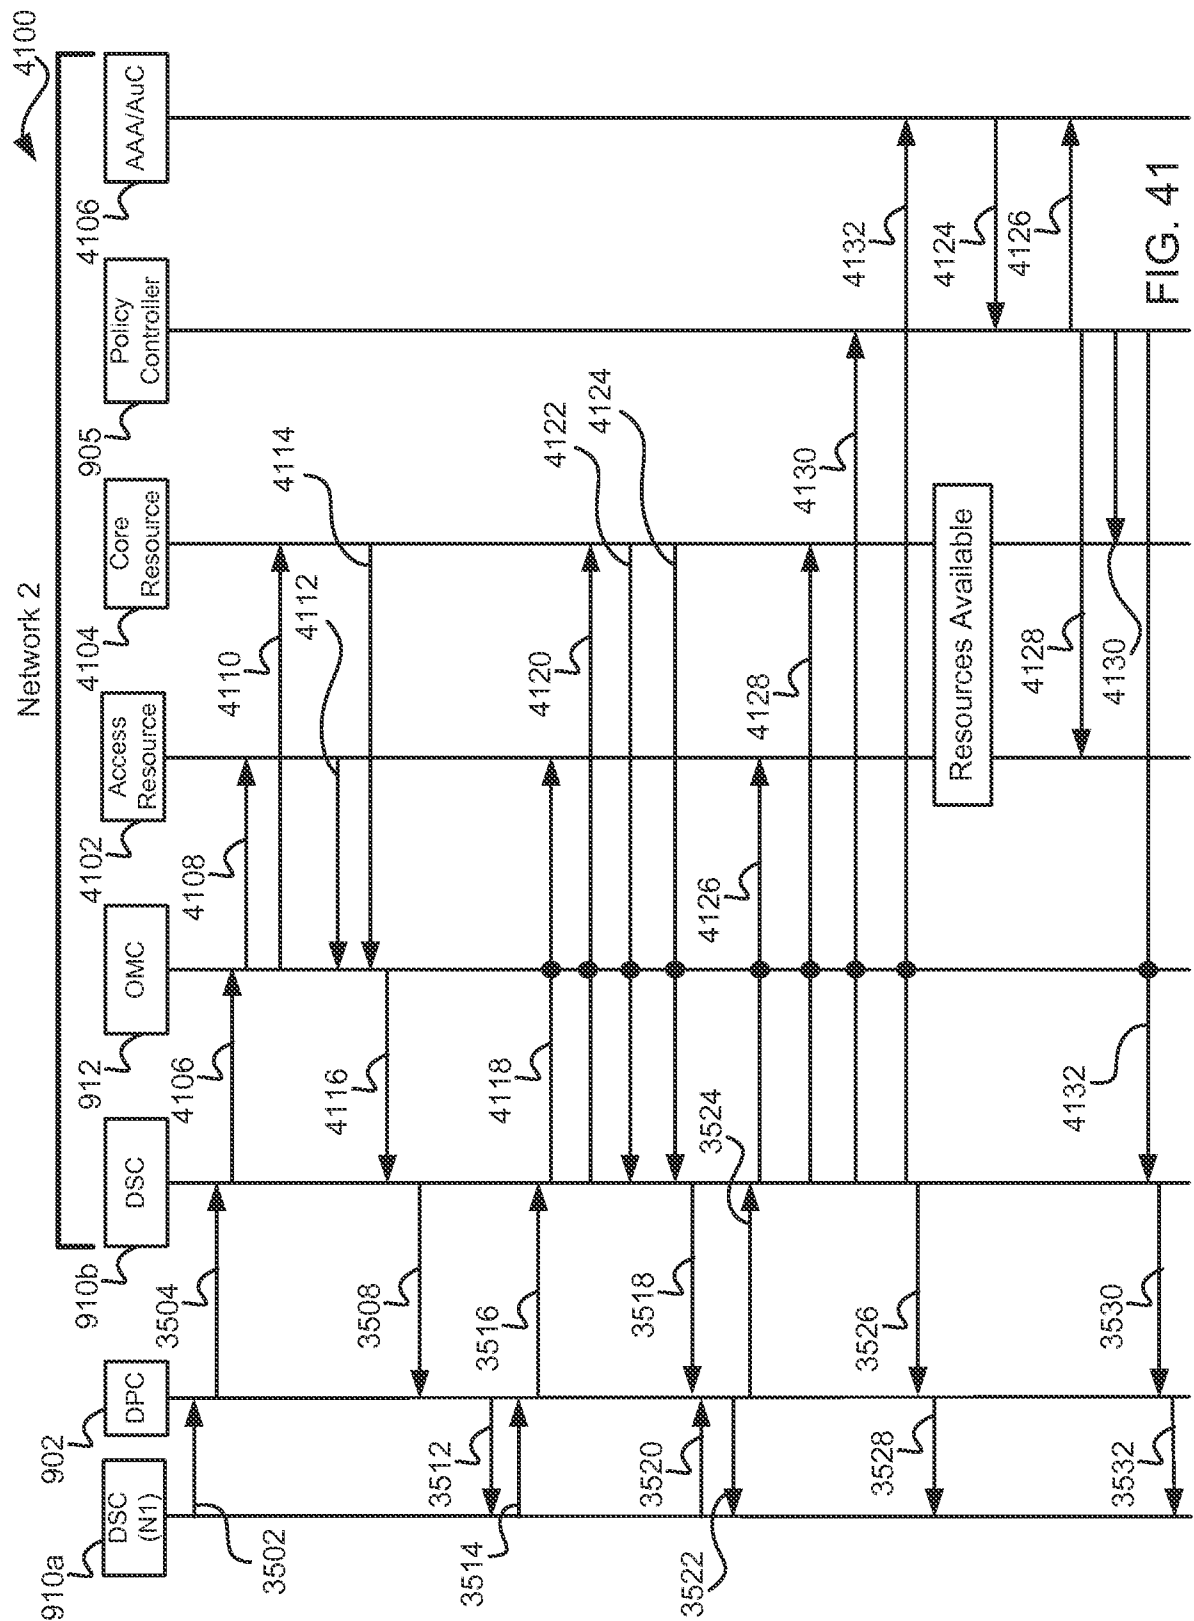 4100
Network 2
910a
902
910b
912
4102
4104
905
4106
DSC
(N1)
DPC
DSC
OMC
Access
Resource
Core
Resource
Policy
Controller
AAA/AuC
3502
3504
4106
4108
4110
4112
4114
4116
3508
3512
3514
3516
4118
4120
4122
4124
3518
3520
3522
3524
4126
4128
4130
4132
3526
3528
Resources Available
4124
4126
4128
4130
4132
3530
3532
FIG. 41